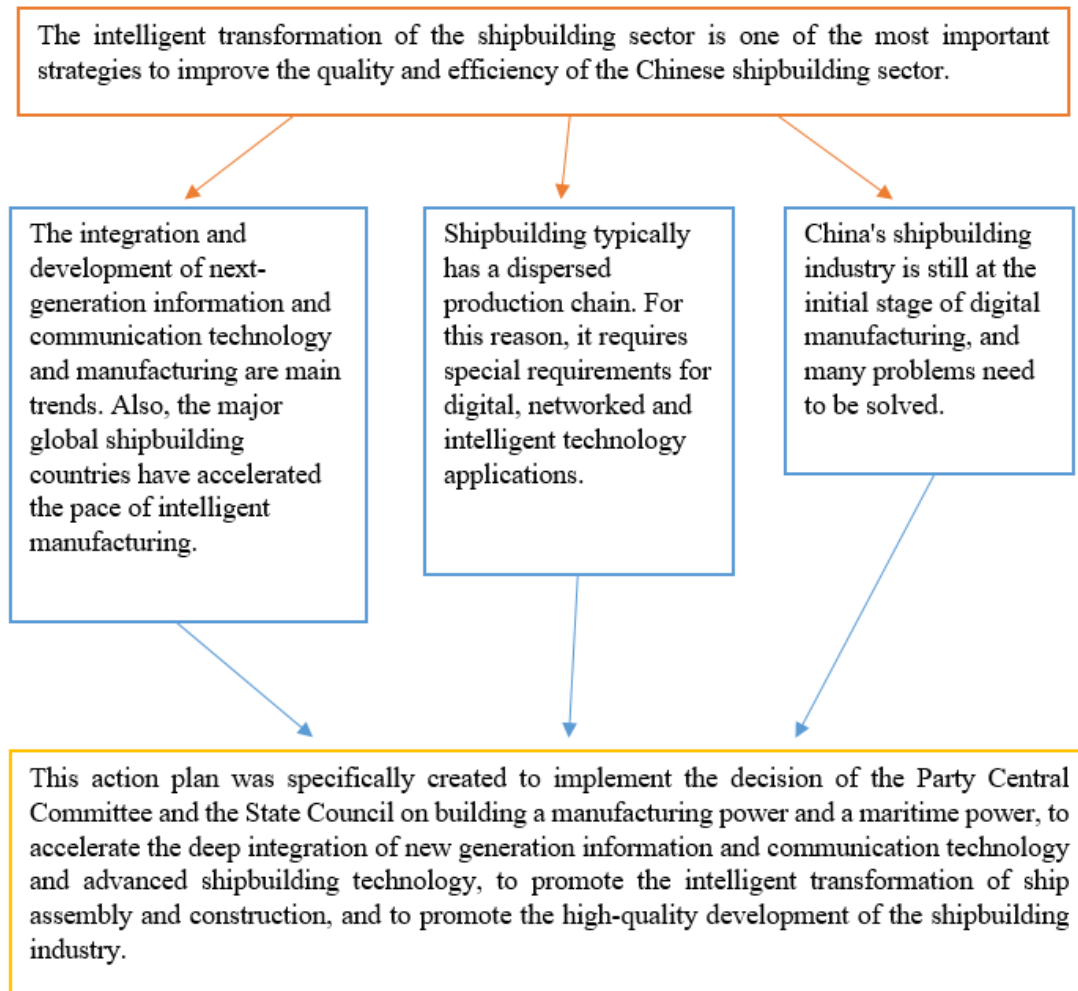 The intelligent transformation of the shipbuilding sector is one of the most important
strategies to improve the quality and efficiency of the Chinese shipbuilding sector.
The integration and
development of next-
generation information and
communication technology
and manufacturing are main
trends. Also, the major
global shipbuilding
countries have accelerated
the pace of intelligent
manufacturing.
Shipbuilding typically
has a dispersed
production chain. For
this reason, it requires
special requirements for
digital, networked and
intelligent technology
applications.
China's shipbuilding
industry is still at the
initial stage of digital
manufacturing, and
many problems need
to be solved.
This action plan was specifically created to implement the decision of the Party Central
Committee and the State Council on building a manufacturing power and a maritime power, to
accelerate the deep integration of new generation information and communication technology
and advanced shipbuilding technology, to promote the intelligent transformation of ship
assembly and construction, and to promote the high-quality development of the shipbuilding
industry.